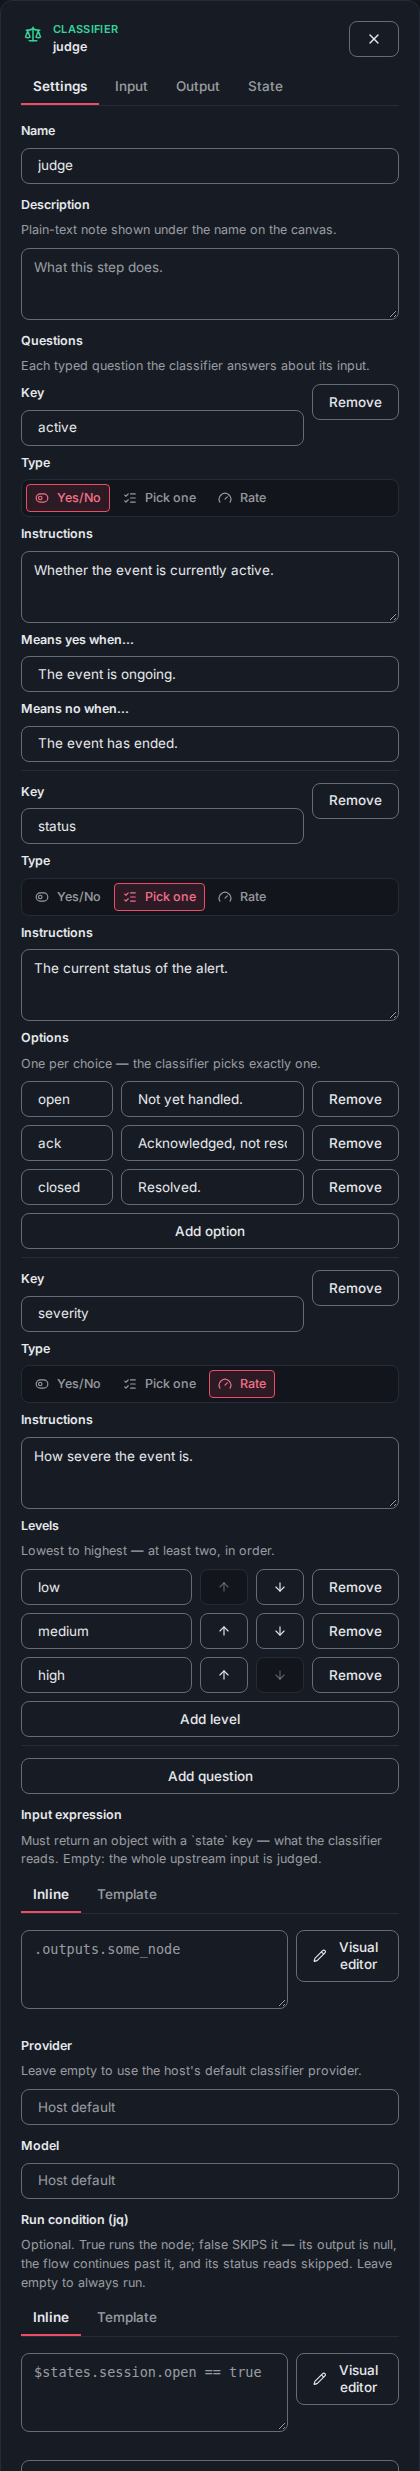 CLASSIFIER
judge
Settings Input Output State
Name
judge
Description
Plain-text note shown under the name on the canvas.
What this step does.
Questions
Each typed question the classifier answers about its input.
Key
Remove
active
Type
Yes/No Pick one Rate
Instructions
Whether the event is currently active.
Means yes when...
The event is ongoing.
Means no when...
The event has ended.
Key
Remove
status
Type
Yes/No Pick one Rate
Instructions
The current status of the alert.
Options
One per choice — the classifier picks exactly one.
open Not yet handled. Remove
ack Acknowledged, not reso Remove
closed Resolved. Remove
Add option
Key
Remove
severity
Type
Yes/No Pick one Rate
Instructions
How severe the event is.
Levels
Lowest to highest — at least two, in order.
low Remove
medium Remove
high Remove
Add level
Add question
Input expression
Must return an object with a `state` key — what the classifier
reads. Empty: the whole upstream input is judged.
Inline Template
.outputs.some_node
Visual
editor
Provider
Leave empty to use the host's default classifier provider.
Host default
Model
Host default
Run condition (jq)
Optional. True runs the node; false SKIPS it — its output is null,
the flow continues past it, and its status reads skipped. Leave
empty to always run.
Inline Template
$states.session.open == true
Visual
editor